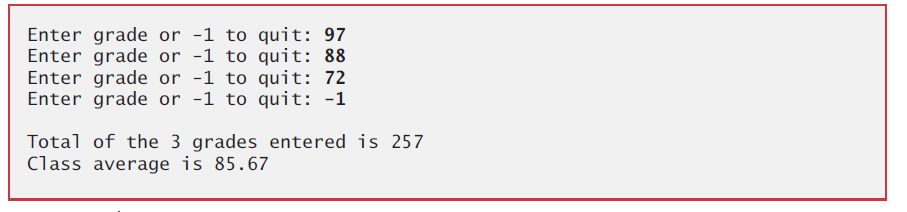 Enter grade or -1 to quit: 97
Enter grade or -1 to quit: 88
Enter grade or -1 to quit: 72
Enter grade or -1 to quit: -1
Total of the 3 grades entered is 257
Class average is 85.67